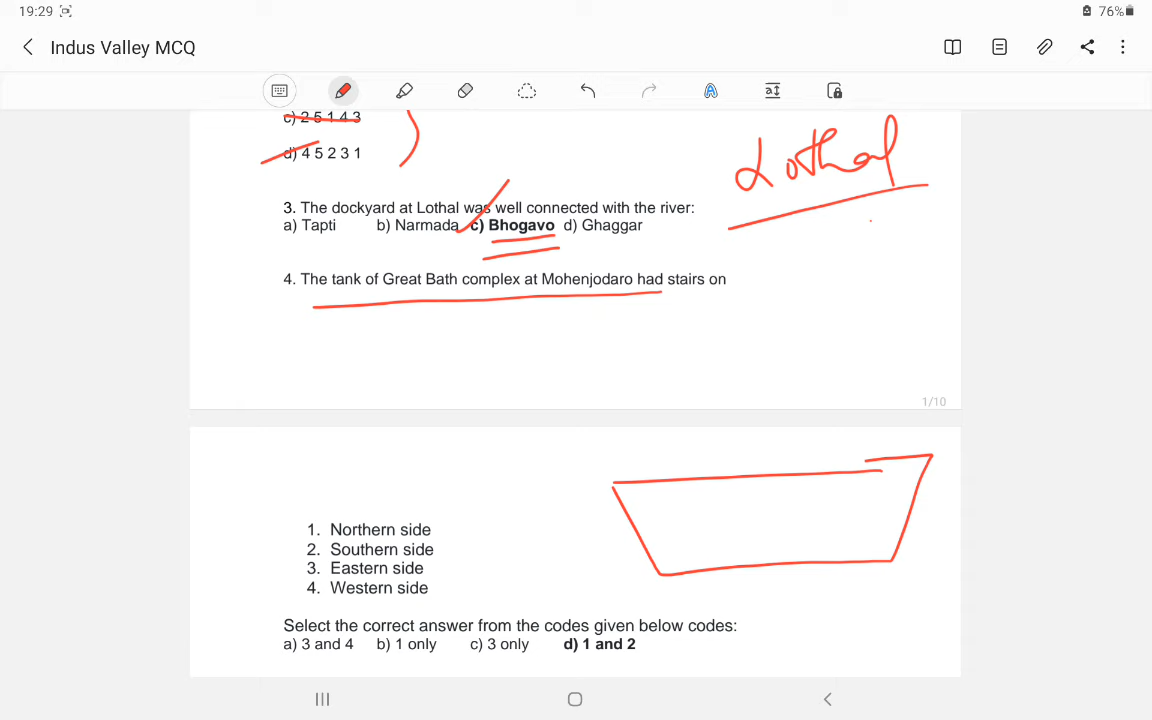 19:29
76%
Indus Valley MCQ
c) 2 5 1 4 3
d) 4 5 2 3 1
Lothal
3. The dockyard at Lothal was well connected with the river:
a) Tapti b) Narmada c) Bhogavo d) Ghaggar
4. The tank of Great Bath complex at Mohenjodaro had stairs on
1/10
1. Northern side
2. Southern side
3. Eastern side
4. Western side
Select the correct answer from the codes given below codes:
a) 3 and 4 b) 1 only c) 3 only d) 1 and 2